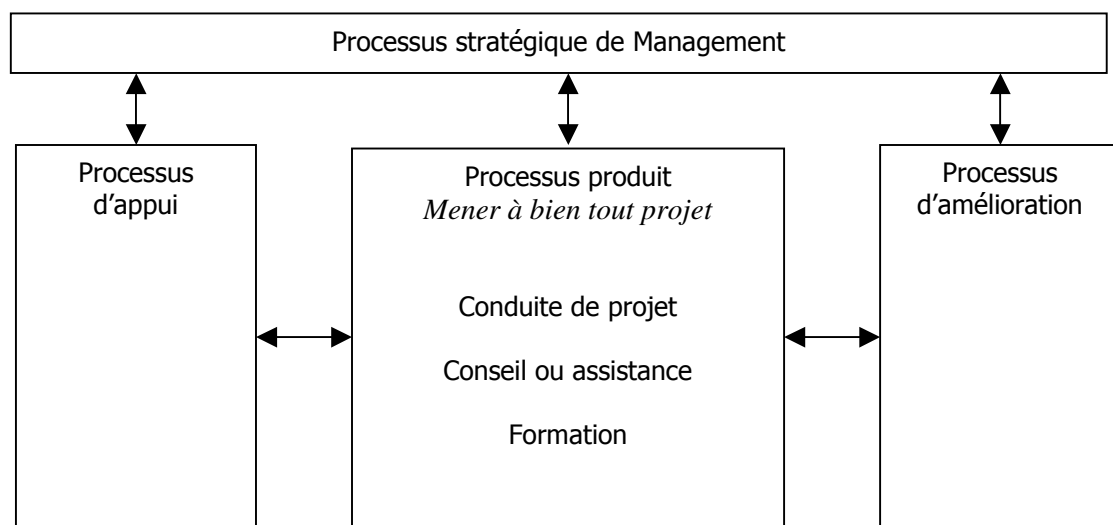 Processus stratégique de Management
Processus
d’appui
Processus produit
Mener à bien tout projet
Conduite de projet
Conseil ou assistance
Formation
Processus
d’amélioration